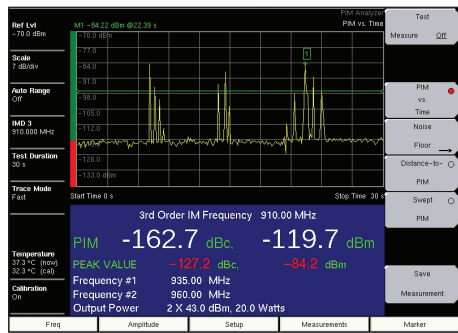 PIM Analyzer
Ref Lvl
-70.0 dBm
M1 -84.22 dBm @22.39 s
PIM vs. Time
Test
Measure Off
-70.0 dBm
-77.0
Scale
7 dB/div
-84.0
1
-91.0
Auto Range
Off
-98.0
PIM
vs.
Time
-105.0
IMD 3
910.000 MHz
-112.0
Noise
Floor
Test Duration
30 s
-126.0
-133.0 dBm
Distance-to-
PIM
Trace Mode
Fast
Start Time 0 s
Stop Time 30 s
Swept
PIM
3rd Order IM Frequency 910.00 MHz
PIM -162.7 dBc, -119.7 dBm
Temperature
37.3 °C (now)
32.3 °C (cal)
PEAK VALUE -127.2 dBc, -84.2 dBm
Frequency #1 935.00 MHz
Save
Measurement
Calibration
On
Frequency #2 960.00 MHz
Output Power 2 X 43.0 dBm, 20.0 Watts
Freq
Amplitude
Setup
Measurements
Marker